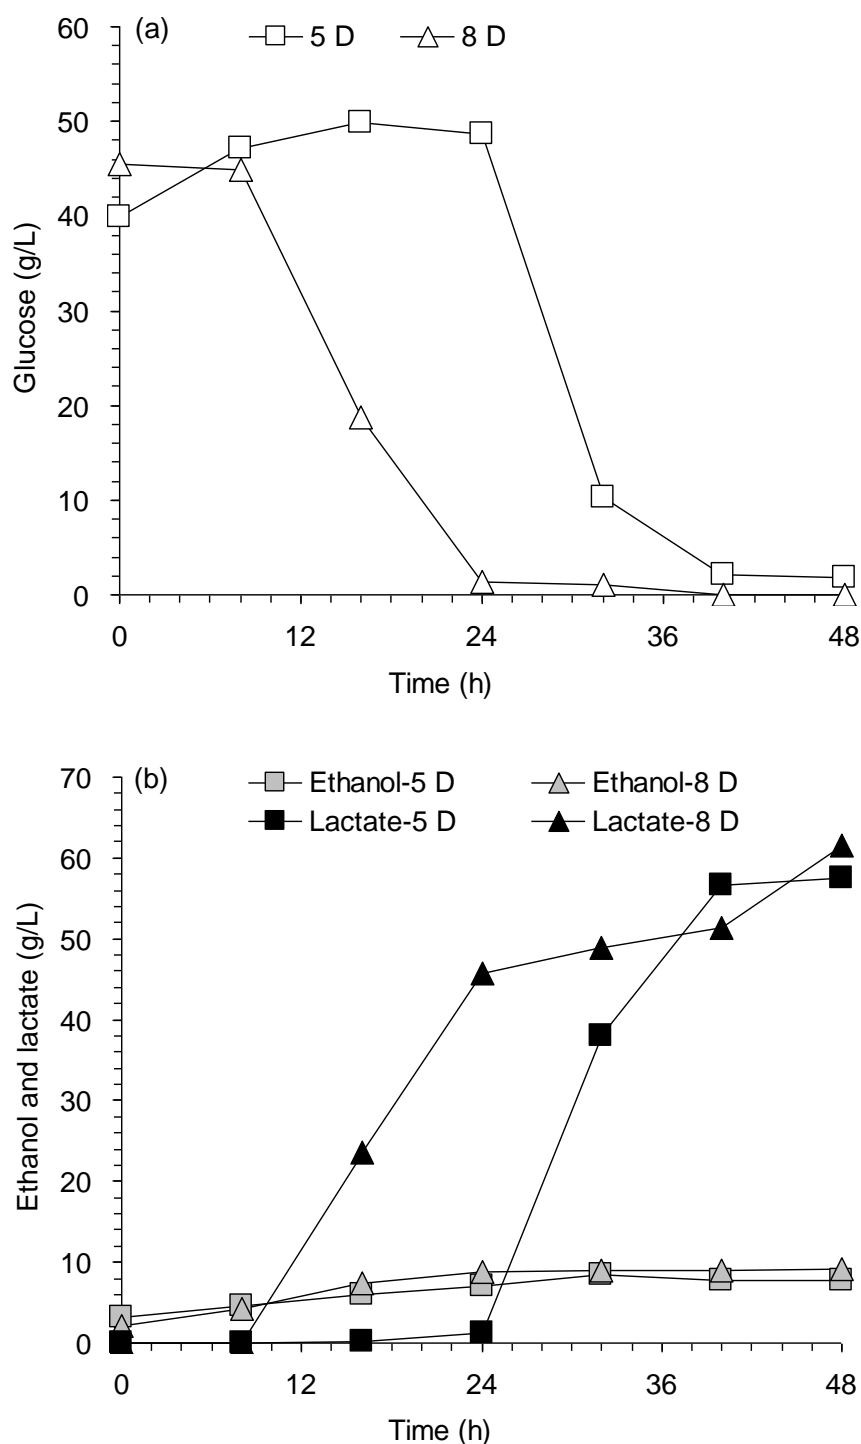 (a)
5 D 8 D
60
50
40
30
20
10
0
Glucose (g/L)
0 12 24 36 48
Time (h)
(b)
Ethanol-5 D Ethanol-8 D
Lactate-5 D Lactate-8 D
70
60
50
40
30
20
10
0
Ethanol and lactate (g/L)
0 12 24 36 48
Time (h)